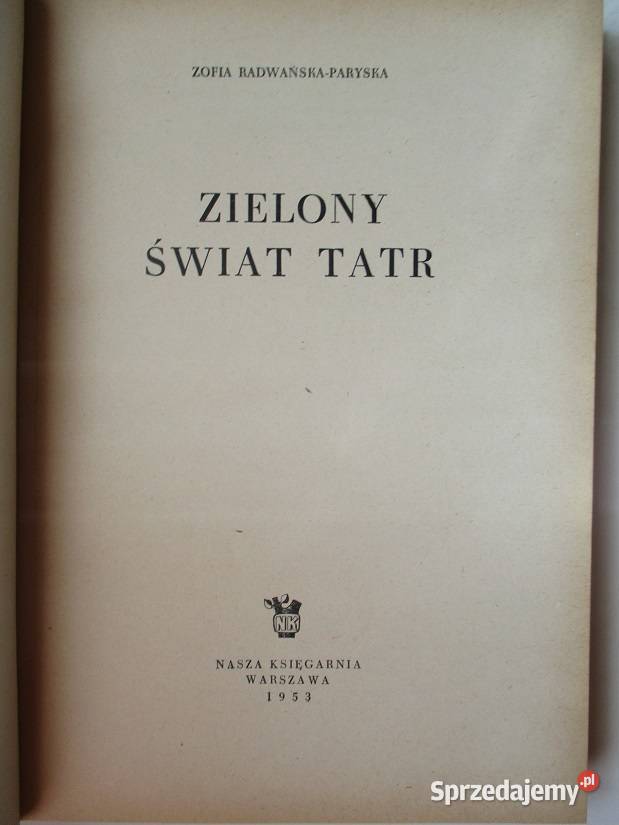 ZOFIA RADWAŃSKA-PARYSKA
ZIELONY
ŚWIAT TATR
NK
NASZA KSIĘGARNIA
WARSZAWA
1953
Sprzedajemy.pl